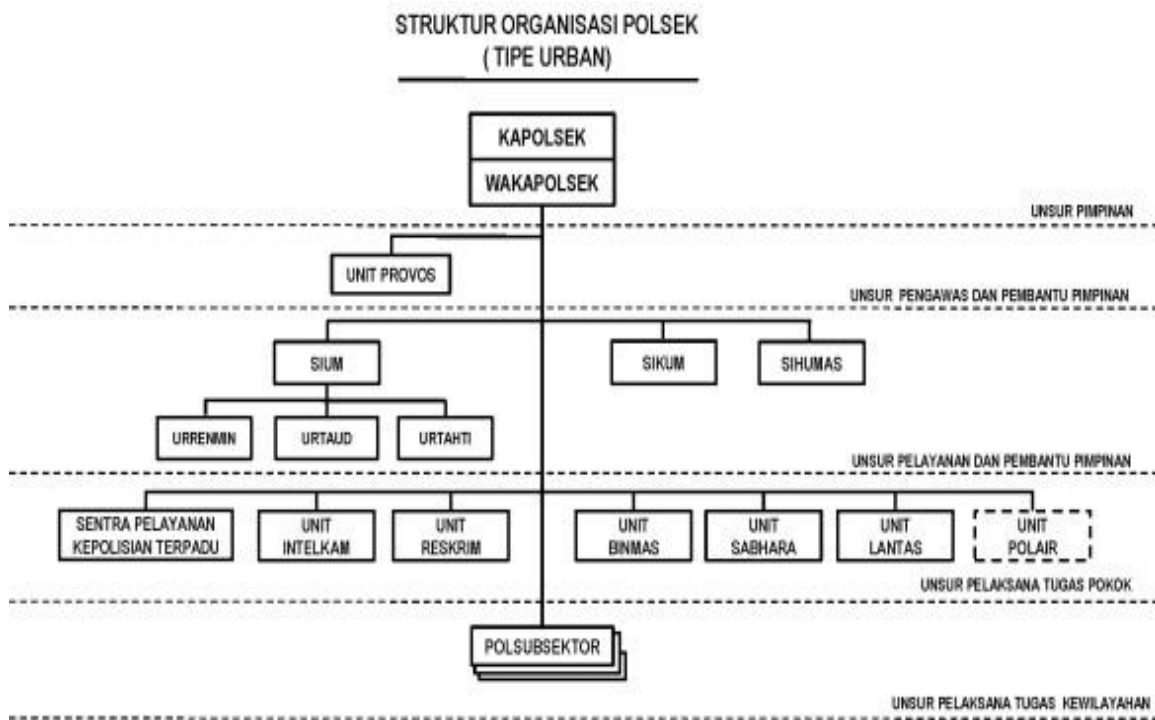 STRUKTUR ORGANISASI POLSEK
( TIPE URBAN)
KAPOLSEK
WAKAPOLSEK
UNSUR PIMPINAN
UNIT PROVOS
UNSUR PENGAWAS DAN PEMBANTU PIMPINAN
SIUM
SIKUM
SIHUMAS
URRENMIN
URTAUD
URTAHTI
UNSUR PELAYANAN DAN PEMBANTU PIMPINAN
SENTRA PELAYANAN
KEPOLISIAN TERPADU
UNIT
INTELKAM
UNIT
RESKRIM
UNIT
BINMAS
UNIT
SABHARA
UNIT
LANTAS
UNIT
POLAIR
UNSUR PELAKSANA TUGAS POKOK
POLSUBSEKTOR
UNSUR PELAKSANA TUGAS KEWILAYAHAN